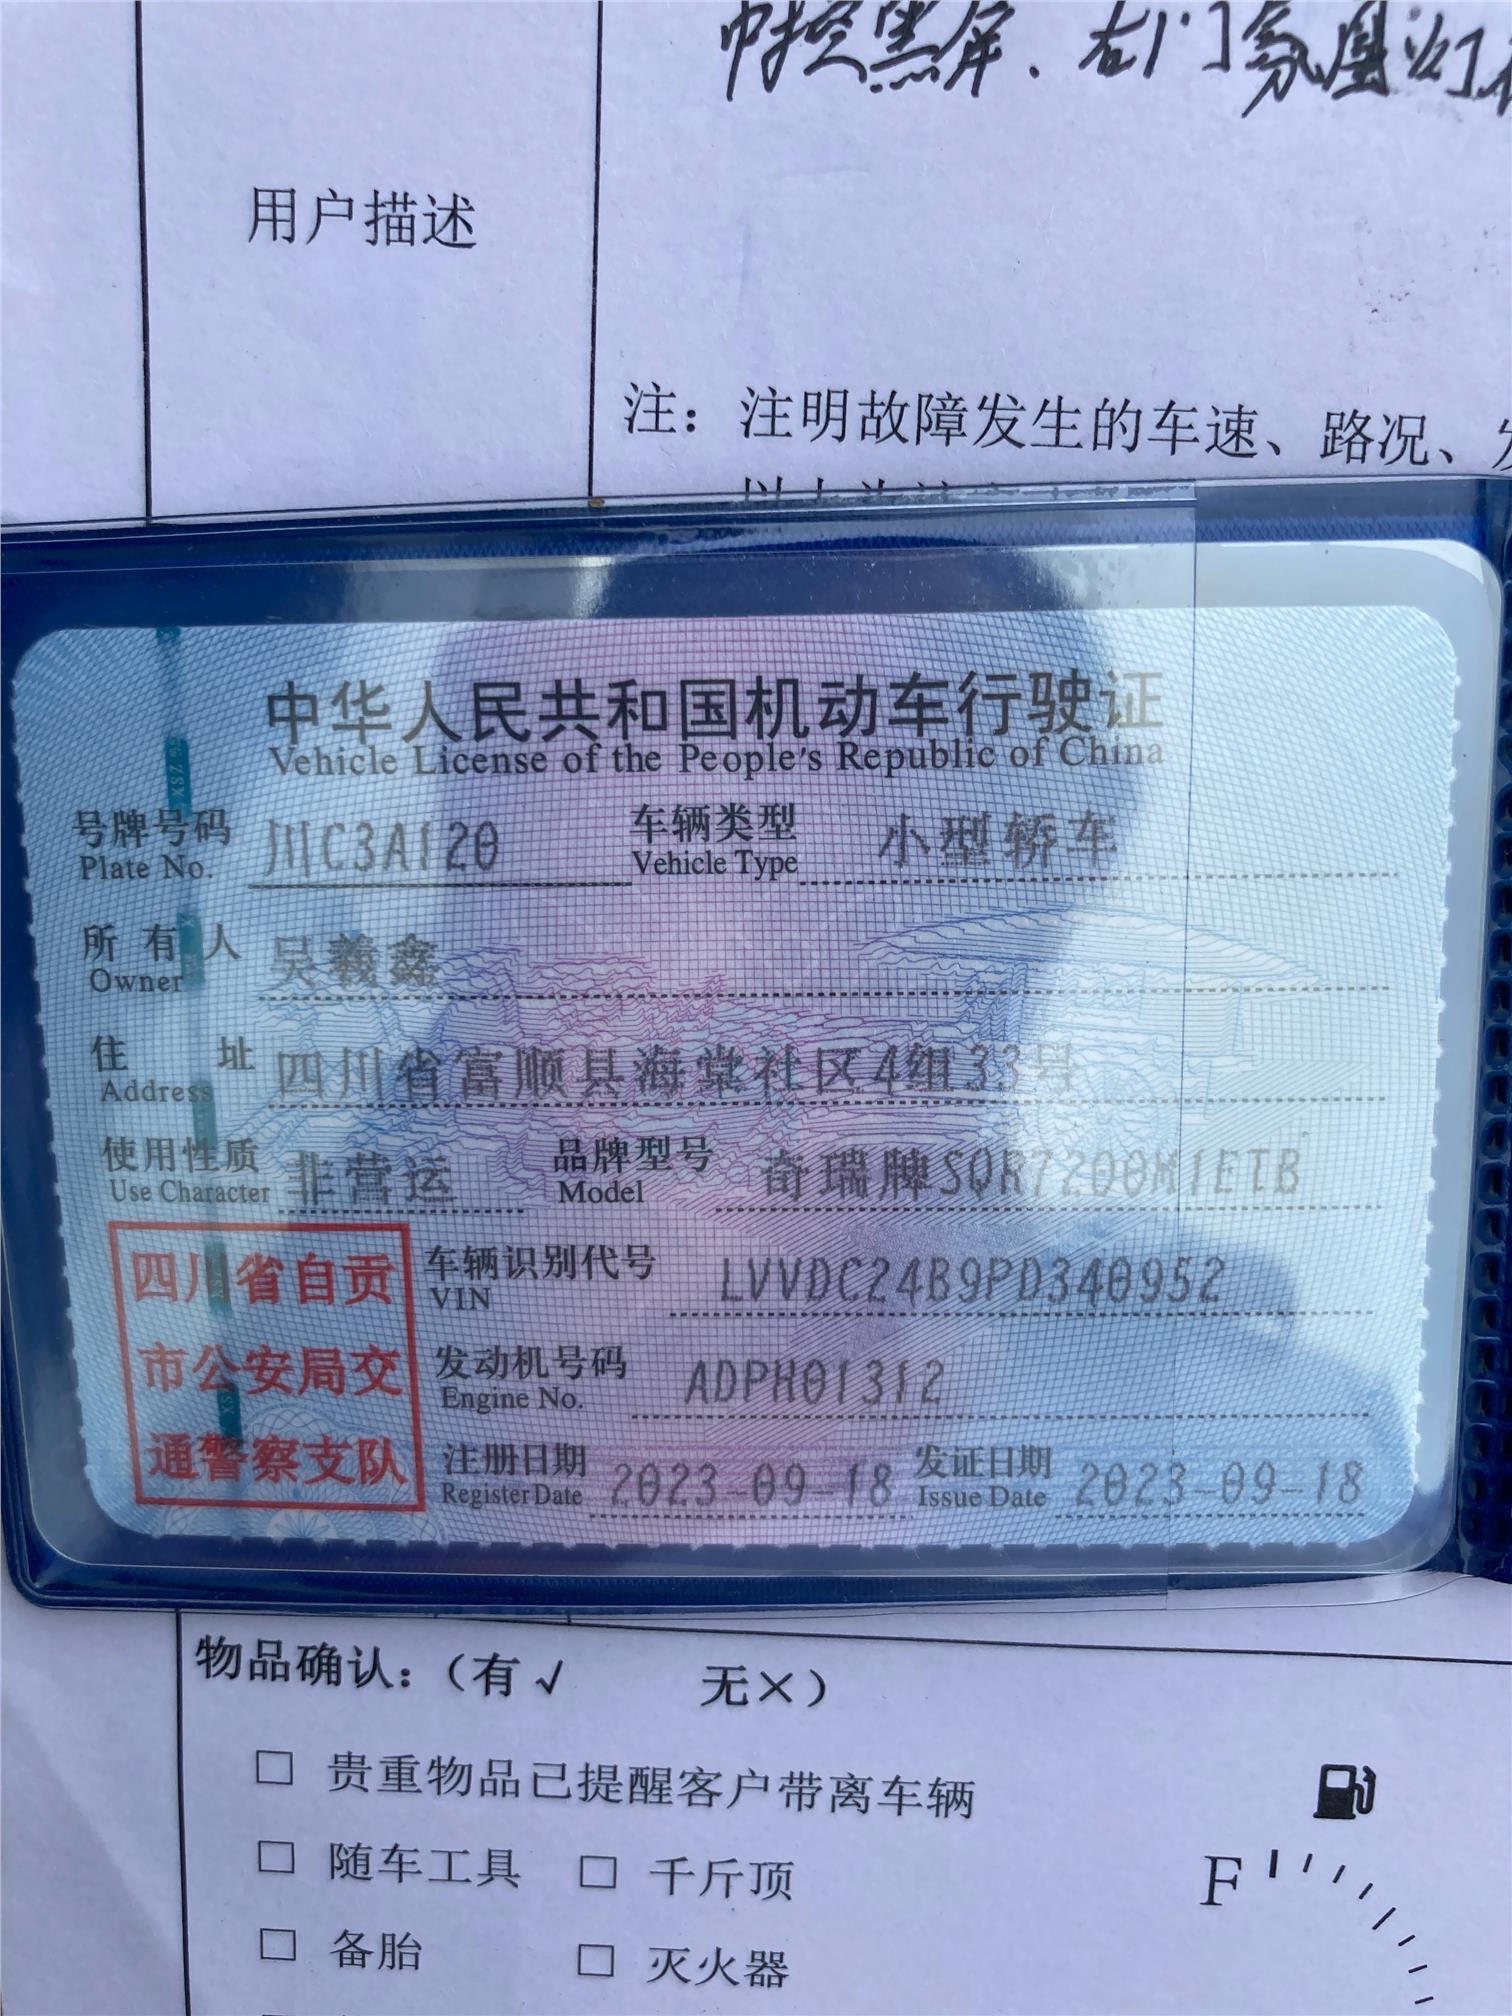 中控黑屏、右门氛围灯
用户描述
注：注明故障发生的车速、路况、
中华人民共和国机动车行驶证
Vehicle License of the People's Republic of China
号牌号码 川C3A120 车辆类型 小型轿车
Plate No. Vehicle Type
所有人 吴羲鑫
Owner
住址 四川省富顺县海棠社区4组33号
Address
使用性质 非营运 品牌型号 奇瑞牌SQR7200M1ETB
Use Character Model
四川省自贡
市公安局交
通警察支队
车辆识别代号 LVVDC24B9PD340952
VIN
发动机号码 ADPH01312
Engine No.
注册日期 2023-09-18 发证日期 2023-09-18
Register Date Issue Date
物品确认：（有√ 无×）
□ 贵重物品已提醒客户带离车辆
□ 随车工具 □ 千斤顶
F
□ 备胎 □ 灭火器